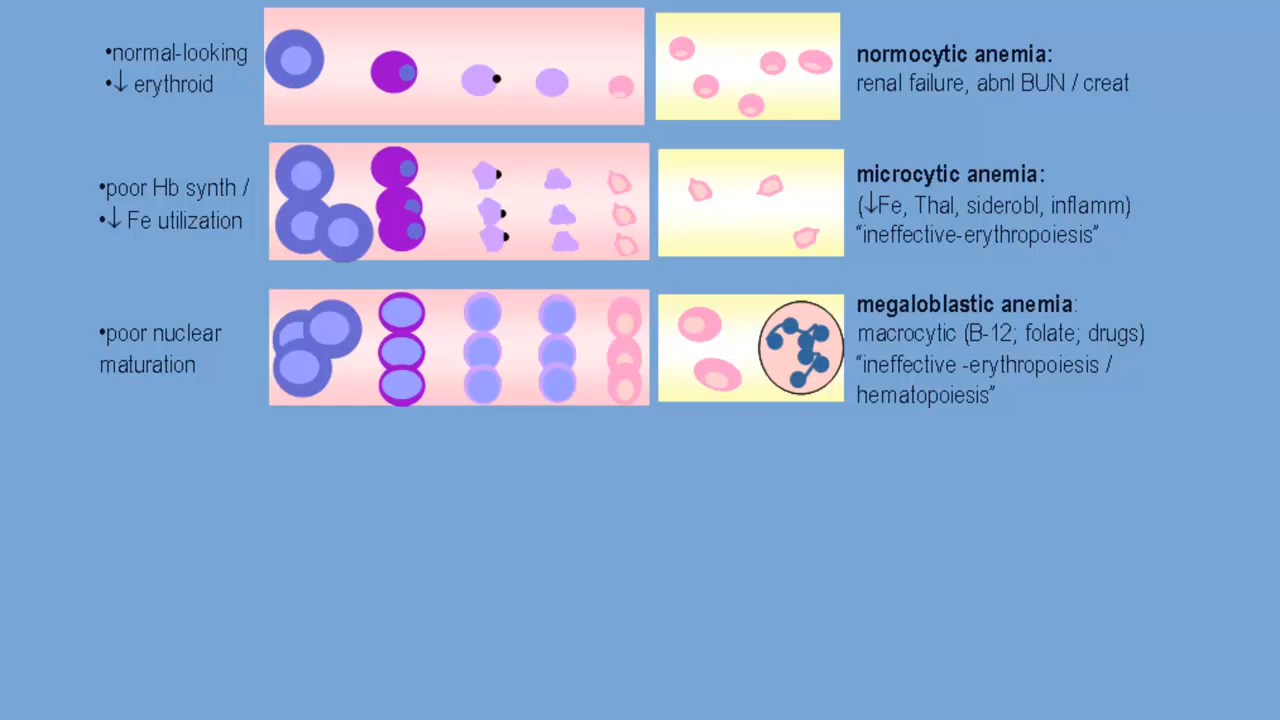 •normal-looking
•↓ erythroid
normocytic anemia:
renal failure, abnl BUN / creat
•poor Hb synth /
•↓ Fe utilization
microcytic anemia:
(↓Fe, Thal, siderobl, inflamm)
“ineffective-erythropoiesis”
•poor nuclear
maturation
megaloblastic anemia:
macrocytic (B-12; folate; drugs)
“ineffective -erythropoiesis /
hematopoiesis”